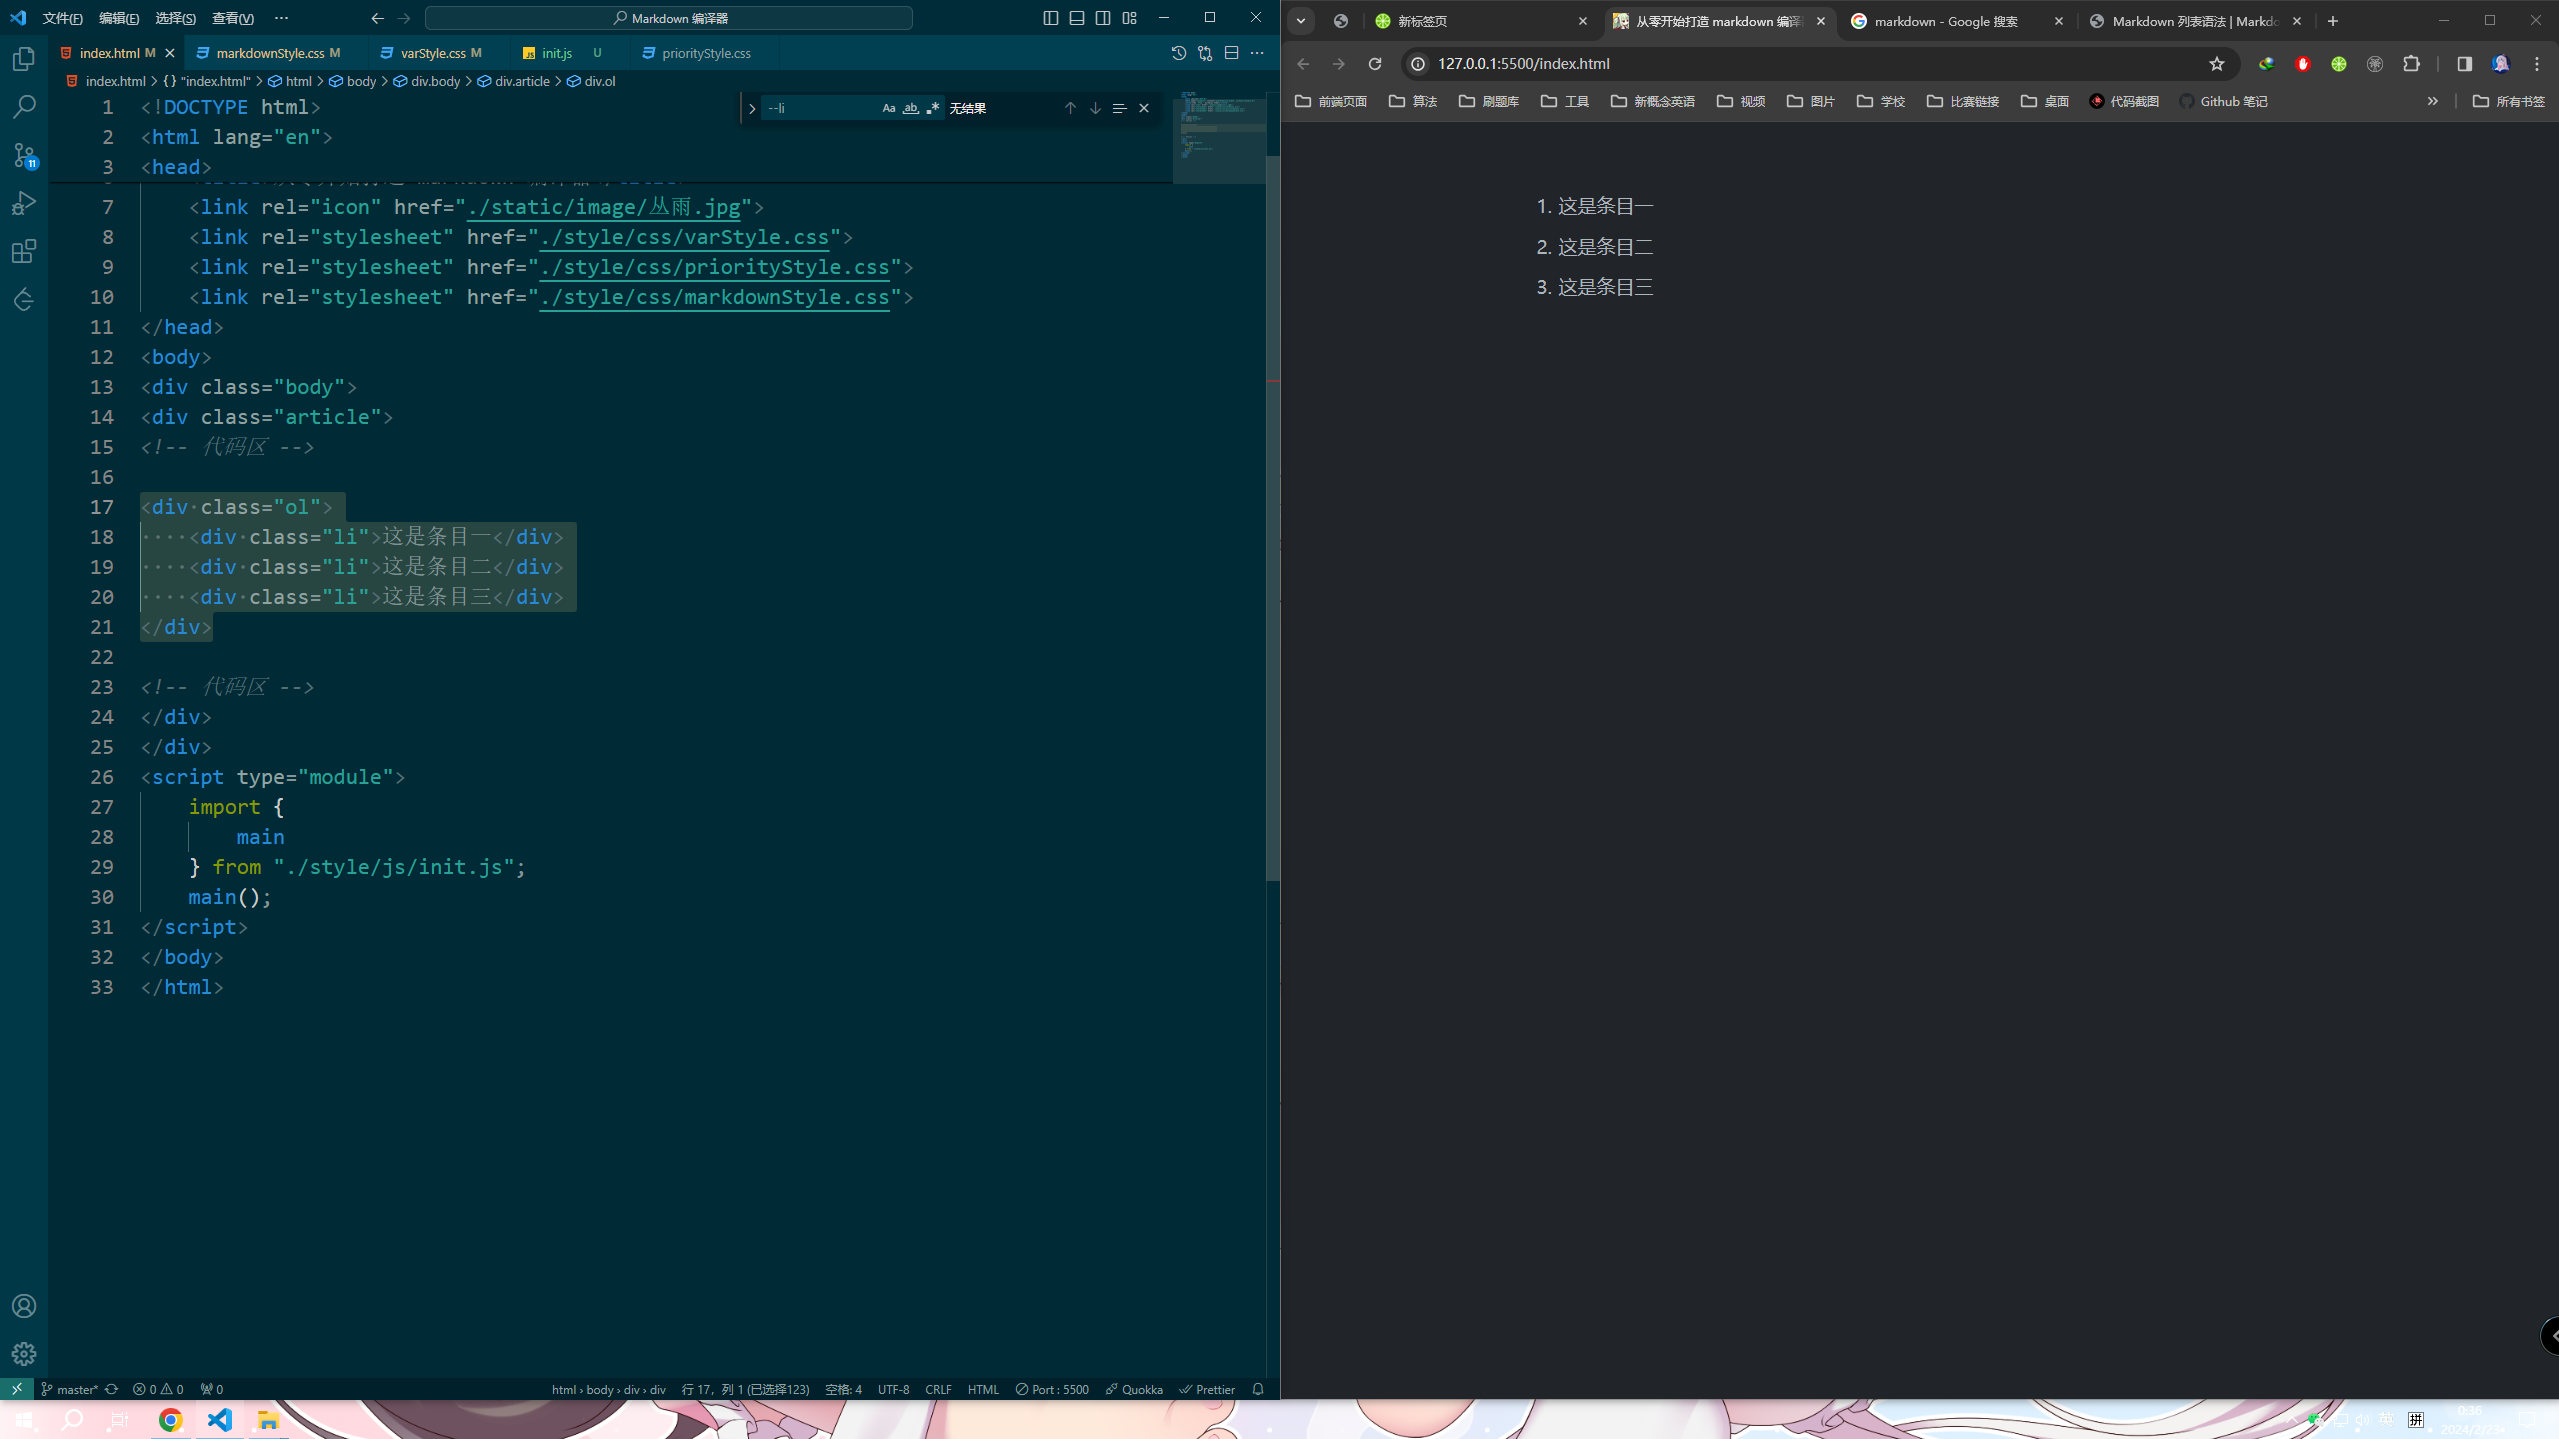 文件(F) 编辑(E) 选择(S) 查看(V) ··· Markdown 编译器
index.html M markdownStyle.css M varStyle.css M init.js U priorityStyle.css
index.html > {} "index.html" > html > body > div.body > div.article > div.ol
--li Aa ab .* 无结果
1 <!DOCTYPE html>
2 <html lang="en">
3 <head>
7 <link rel="icon" href="./static/image/丛雨.jpg">
8 <link rel="stylesheet" href="./style/css/varStyle.css">
9 <link rel="stylesheet" href="./style/css/priorityStyle.css">
10 <link rel="stylesheet" href="./style/css/markdownStyle.css">
11 </head>
12 <body>
13 <div class="body">
14 <div class="article">
15 <!-- 代码区 -->
16
17 <div class="ol">
18 <div class="li">这是条目一</div>
19 <div class="li">这是条目二</div>
20 <div class="li">这是条目三</div>
21 </div>
22
23 <!-- 代码区 -->
24 </div>
25 </div>
26 <script type="module">
27 import {
28 main
29 } from "./style/js/init.js";
30 main();
31 </script>
32 </body>
33 </html>
11
master* 0 0 0 html › body › div › div 行 17，列 1 (已选择123) 空格: 4 UTF-8 CRLF HTML Port : 5500 Quokka Prettier
新标签页 从零开始打造 markdown 编译 markdown - Google 搜索 Markdown 列表语法 | Markdo
127.0.0.1:5500/index.html
前端页面 算法 刷题库 工具 新概念英语 视频 图片 学校 比赛链接 桌面 代码截图 Github 笔记 » 所有书签
1. 这是条目一
2. 这是条目二
3. 这是条目三
英 拼 0:36
2024/2/23